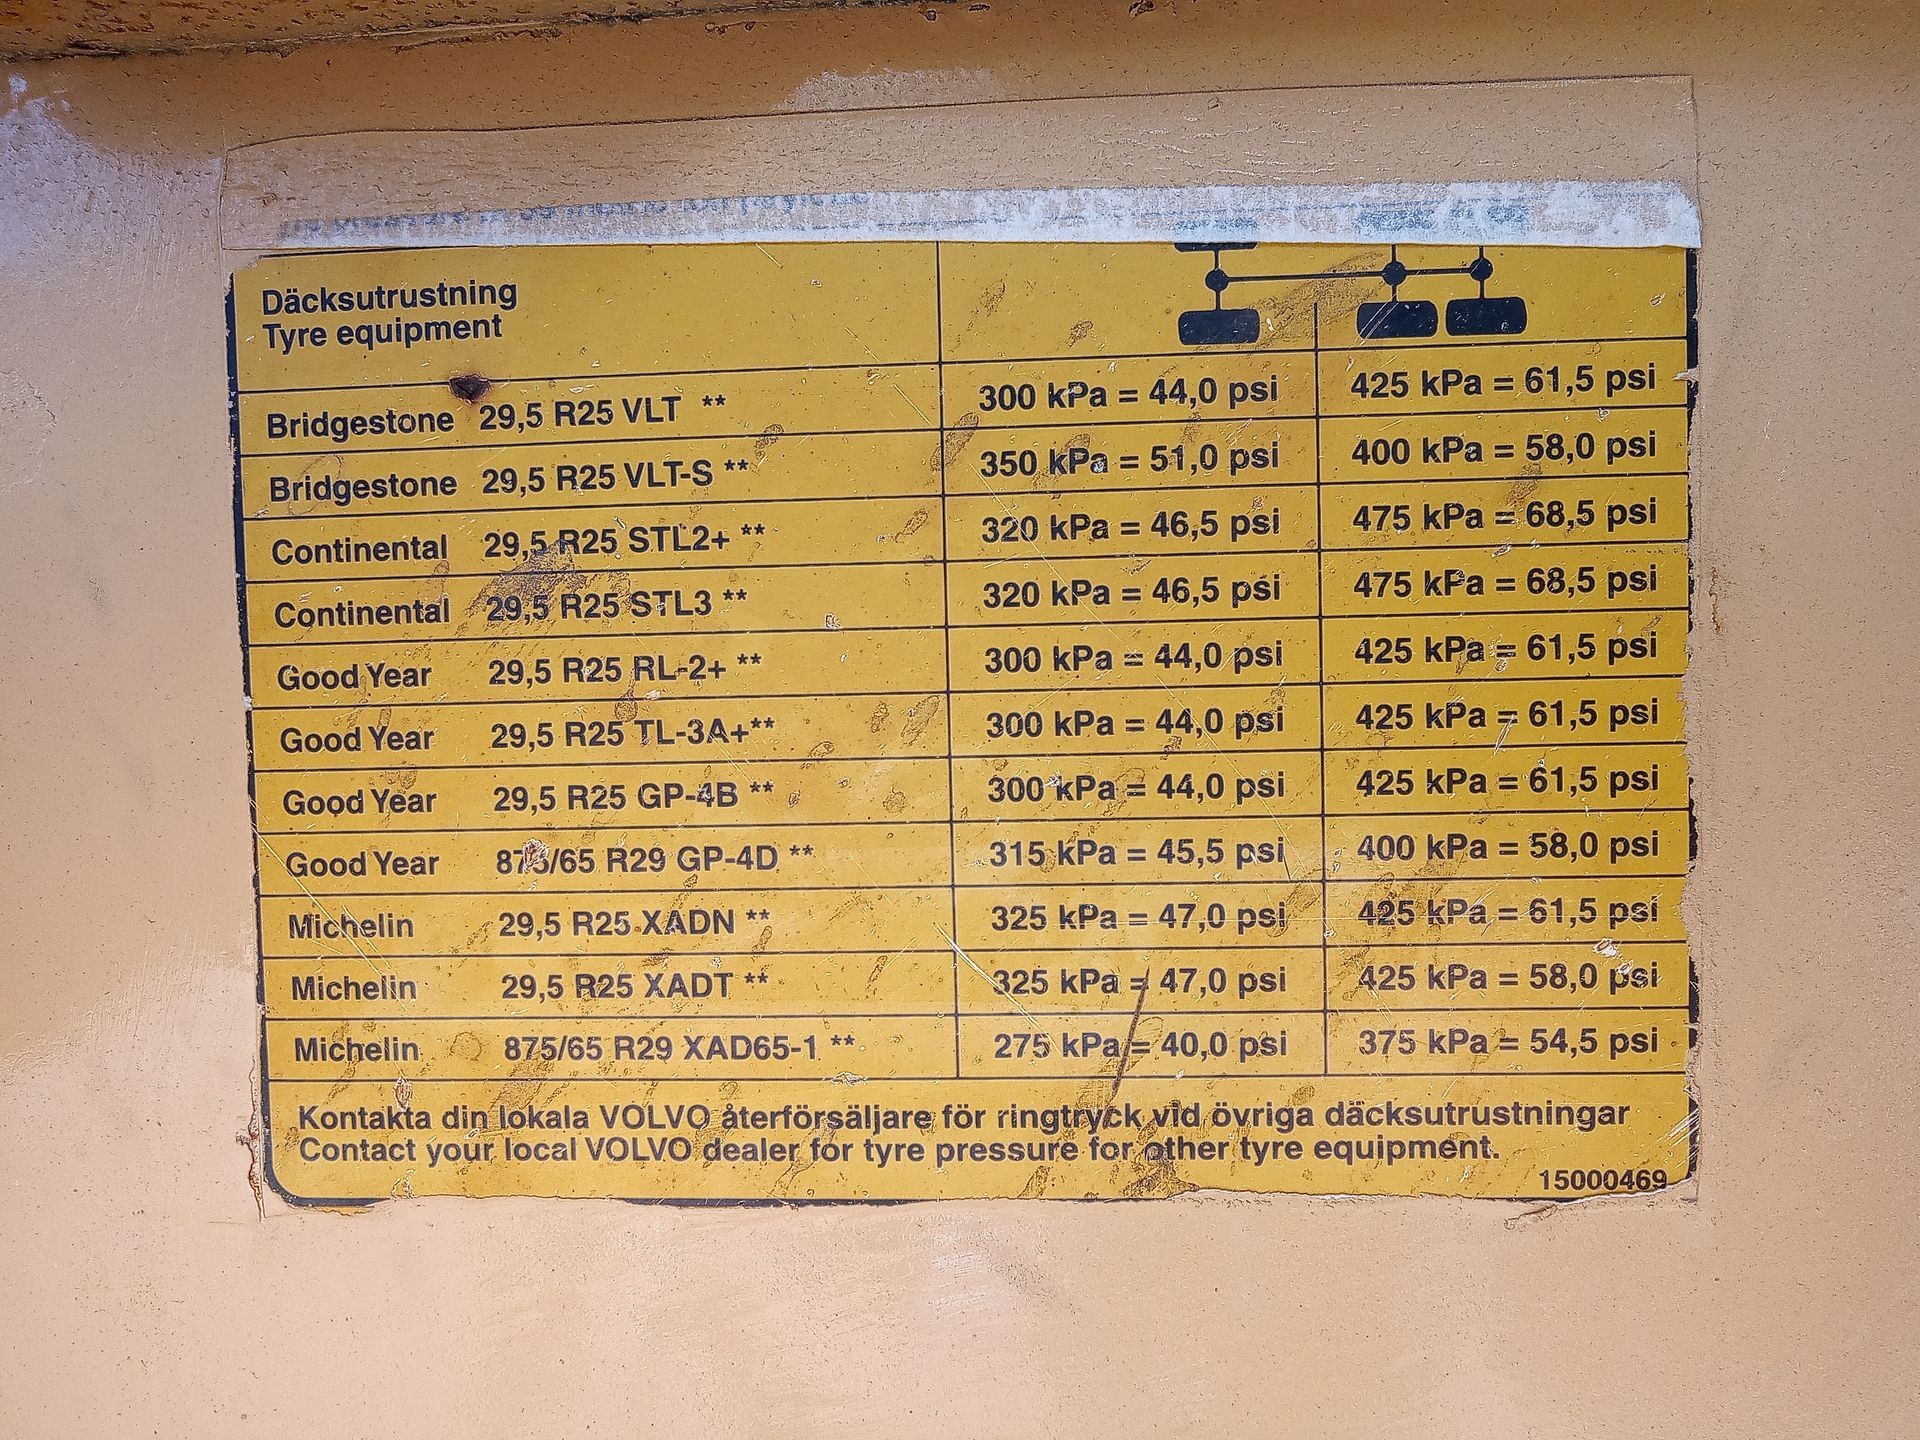 Däcksutrustning
Tyre equipment
Bridgestone 29,5 R25 VLT ** 300 kPa = 44,0 psi 425 kPa = 61,5 psi
Bridgestone 29,5 R25 VLT-S ** 350 kPa = 51,0 psi 400 kPa = 58,0 psi
Continental 29,5 R25 STL2+ ** 320 kPa = 46,5 psi 475 kPa = 68,5 psi
Continental 29,5 R25 STL3 ** 320 kPa = 46,5 psi 475 kPa = 68,5 psi
Good Year 29,5 R25 RL-2+ ** 300 kPa = 44,0 psi 425 kPa = 61,5 psi
Good Year 29,5 R25 TL-3A+** 300 kPa = 44,0 psi 425 kPa = 61,5 psi
Good Year 29,5 R25 GP-4B ** 300 kPa = 44,0 psi 425 kPa = 61,5 psi
Good Year 875/65 R29 GP-4D ** 315 kPa = 45,5 psi 400 kPa = 58,0 psi
Michelin 29,5 R25 XADN ** 325 kPa = 47,0 psi 425 kPa = 61,5 psi
Michelin 29,5 R25 XADT ** 325 kPa = 47,0 psi 425 kPa = 58,0 psi
Michelin 875/65 R29 XAD65-1 ** 275 kPa = 40,0 psi 375 kPa = 54,5 psi
Kontakta din lokala VOLVO återförsäljare för ringtryck vid övriga däcksutrustningar
Contact your local VOLVO dealer for tyre pressure for other tyre equipment.
15000469